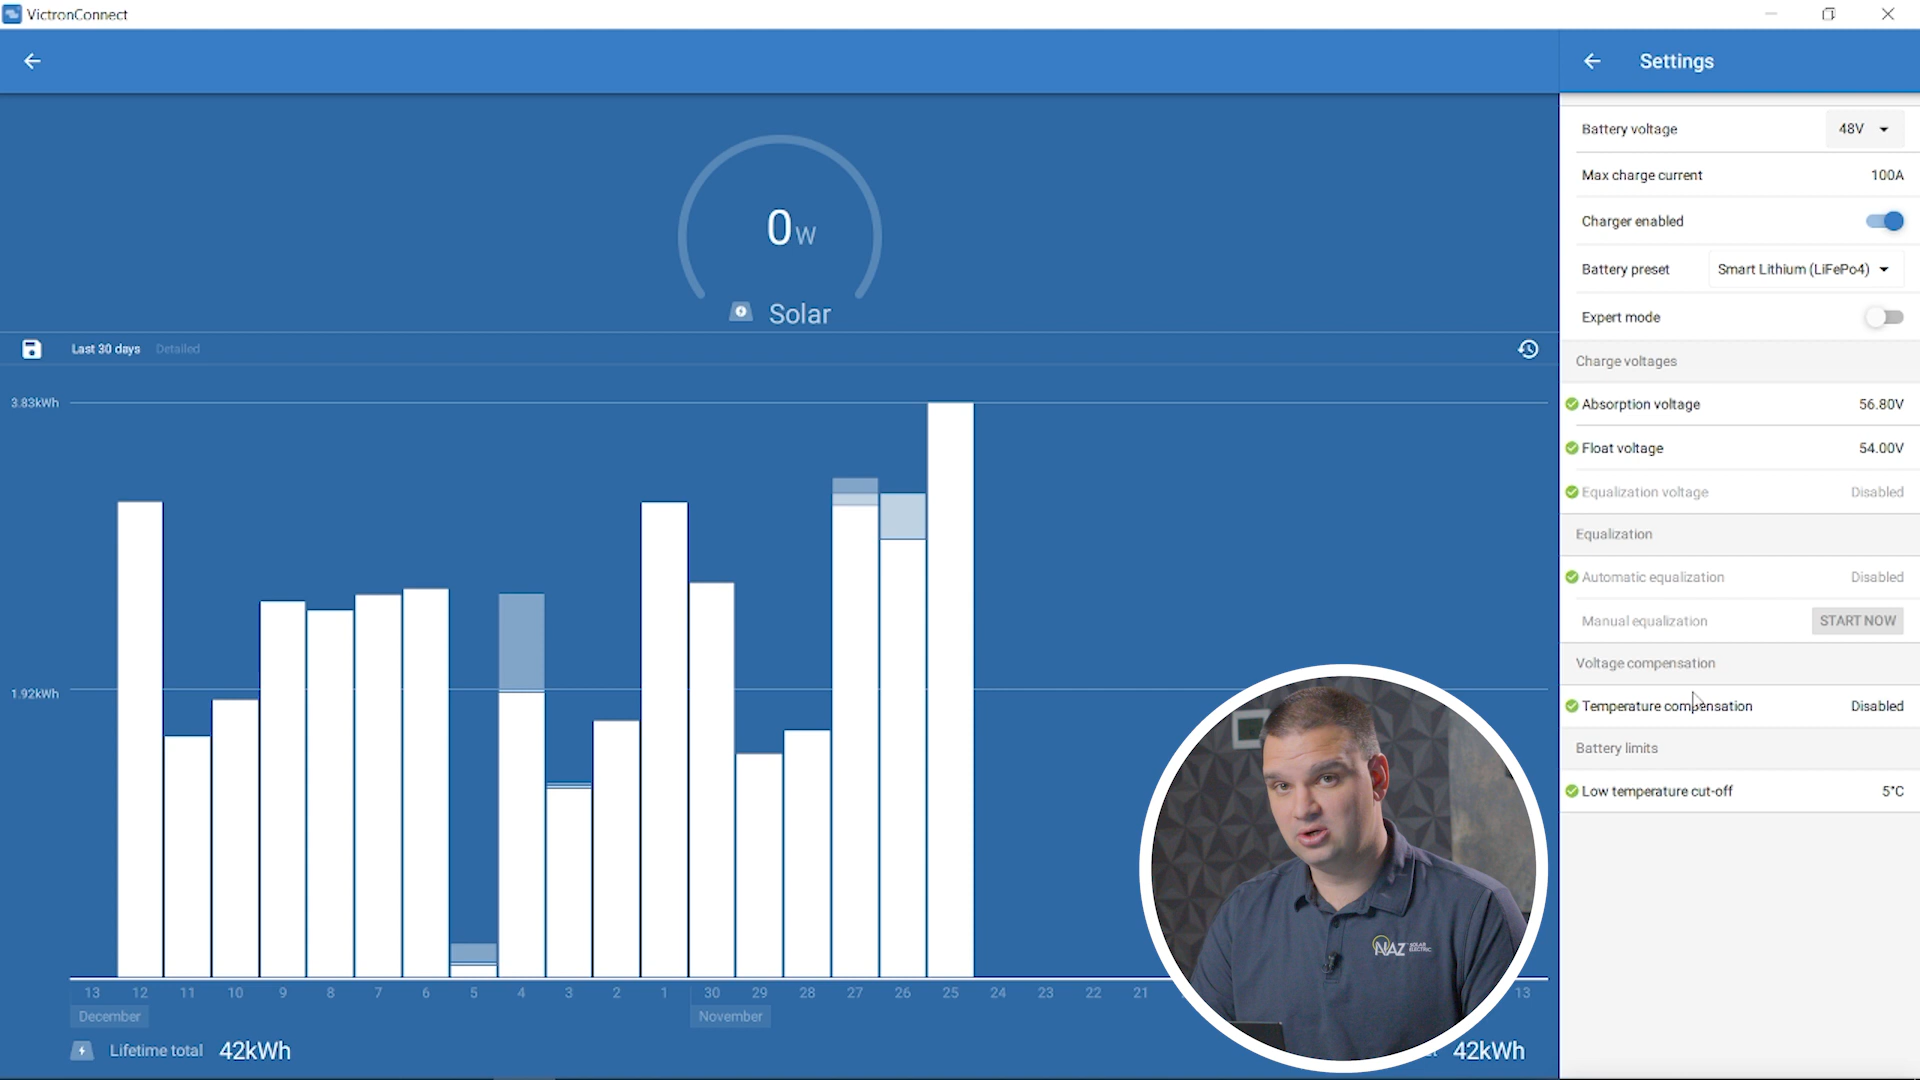 VictronConnect
Settings
Battery voltage 48V
Max charge current 100A
Charger enabled
Battery preset Smart Lithium (LiFePo4)
Expert mode
Charge voltages
Absorption voltage 56.80V
Float voltage 54.00V
Equalization voltage Disabled
Equalization
Automatic equalization Disabled
Manual equalization START NOW
Voltage compensation
Temperature compensation Disabled
Battery limits
Low temperature cut-off 5°C
0W
Solar
Last 30 days Detailed
3.83kWh
1.92kWh
13 12 11 10 9 8 7 6 5 4 3 2 1 30 29 28 27 26 25 24 23 22 21 13
December November
Lifetime total 42kWh 42kWh
NAZ SOLAR ELECTRIC